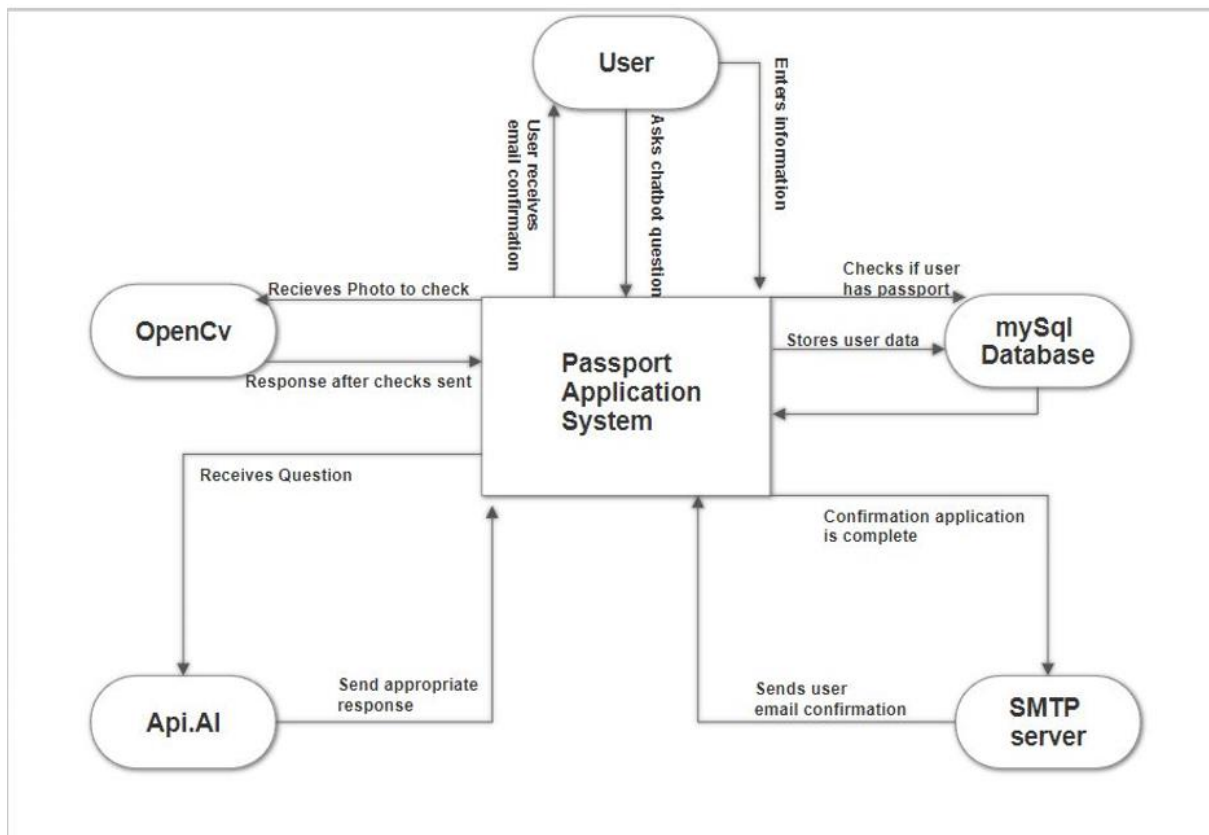 User
Enters information
Asks chatbot question
User receives
email confirmation
Recieves Photo to check
OpenCv
Response after checks sent
Passport
Application
System
Checks if user
has passport
Stores user data
mySql
Database
Receives Question
Confirmation application
is complete
Api.AI
Send appropriate
response
Sends user
email confirmation
SMTP
server